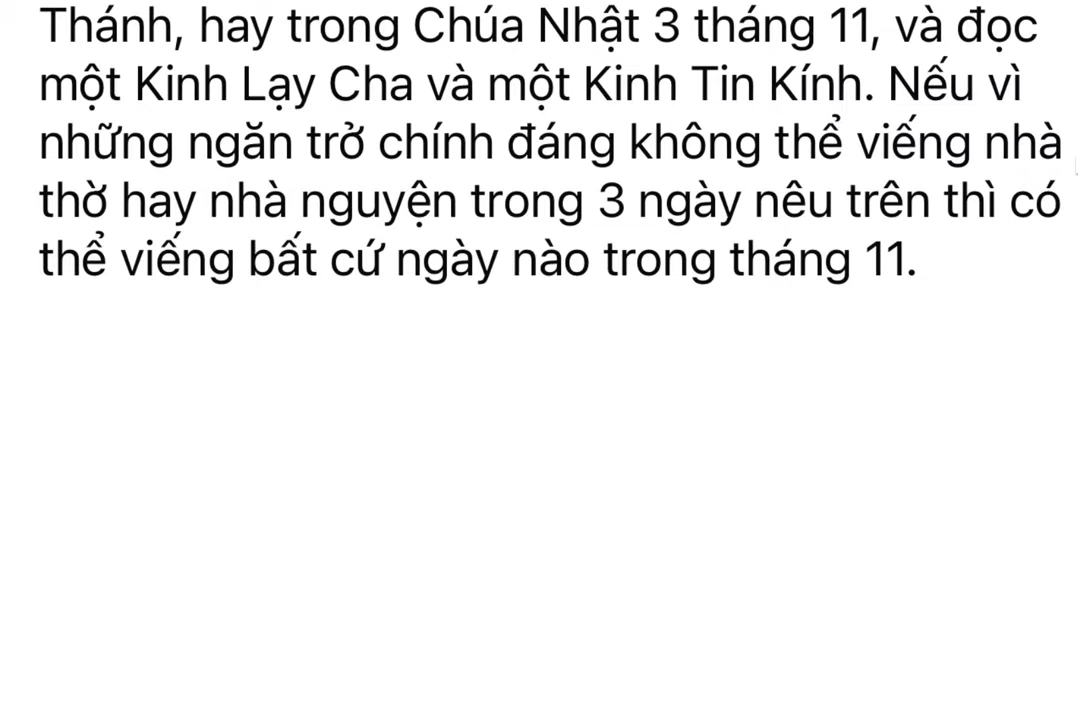 Thánh, hay trong Chúa Nhật 3 tháng 11, và đọc
một Kinh Lạy Cha và một Kinh Tin Kính. Nếu vì
những ngăn trở chính đáng không thể viếng nhà
thờ hay nhà nguyện trong 3 ngày nêu trên thì có
thể viếng bất cứ ngày nào trong tháng 11.